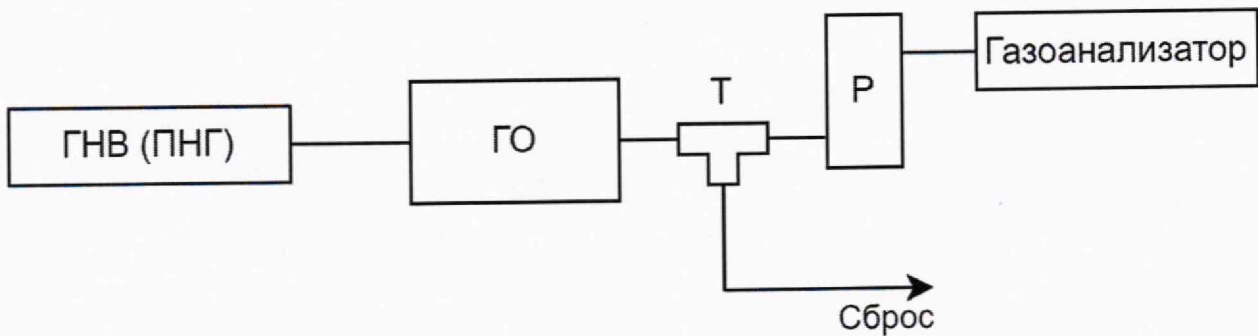 ГНВ (ПНГ)
ГО
Т
Р
Газоанализатор
Сброс